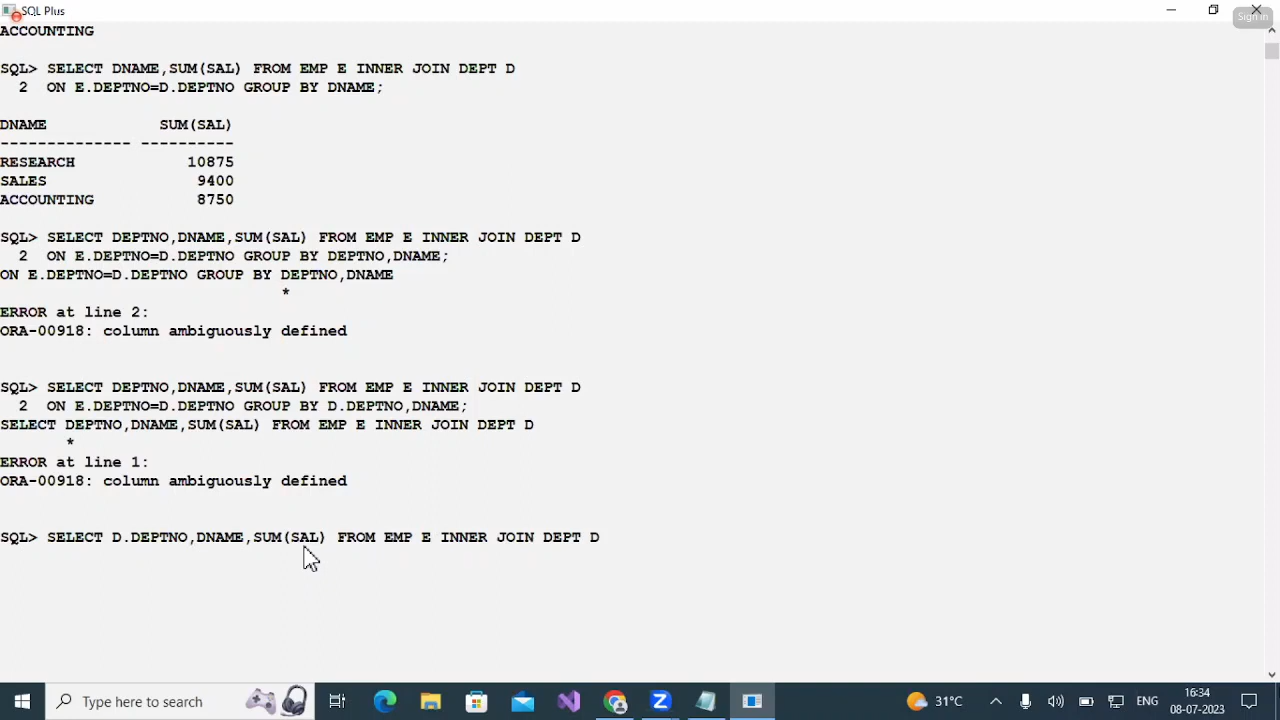 SQL Plus
Sign in
ACCOUNTING
SQL> SELECT DNAME,SUM(SAL) FROM EMP E INNER JOIN DEPT D
  2  ON E.DEPTNO=D.DEPTNO GROUP BY DNAME;
DNAME            SUM(SAL)
-------------- ----------
RESEARCH            10875
SALES                9400
ACCOUNTING           8750
SQL> SELECT DEPTNO,DNAME,SUM(SAL) FROM EMP E INNER JOIN DEPT D
  2  ON E.DEPTNO=D.DEPTNO GROUP BY DEPTNO,DNAME;
ON E.DEPTNO=D.DEPTNO GROUP BY DEPTNO,DNAME
                              *
ERROR at line 2:
ORA-00918: column ambiguously defined
SQL> SELECT DEPTNO,DNAME,SUM(SAL) FROM EMP E INNER JOIN DEPT D
  2  ON E.DEPTNO=D.DEPTNO GROUP BY D.DEPTNO,DNAME;
SELECT DEPTNO,DNAME,SUM(SAL) FROM EMP E INNER JOIN DEPT D
       *
ERROR at line 1:
ORA-00918: column ambiguously defined
SQL> SELECT D.DEPTNO,DNAME,SUM(SAL) FROM EMP E INNER JOIN DEPT D
Type here to search
31°C
ENG
16:34
08-07-2023